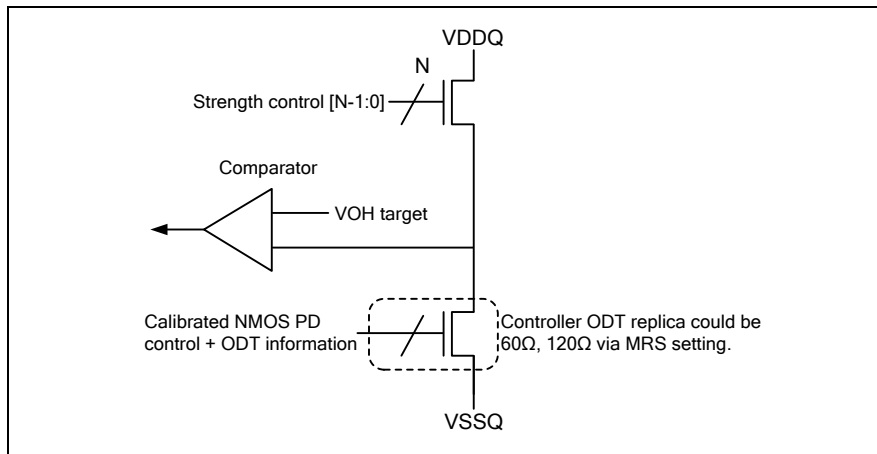 VDDQ
N
Strength control [N-1:0]
Comparator
VOH target
Calibrated NMOS PD
control + ODT information
Controller ODT replica could be
60Ω, 120Ω via MRS setting.
VSSQ